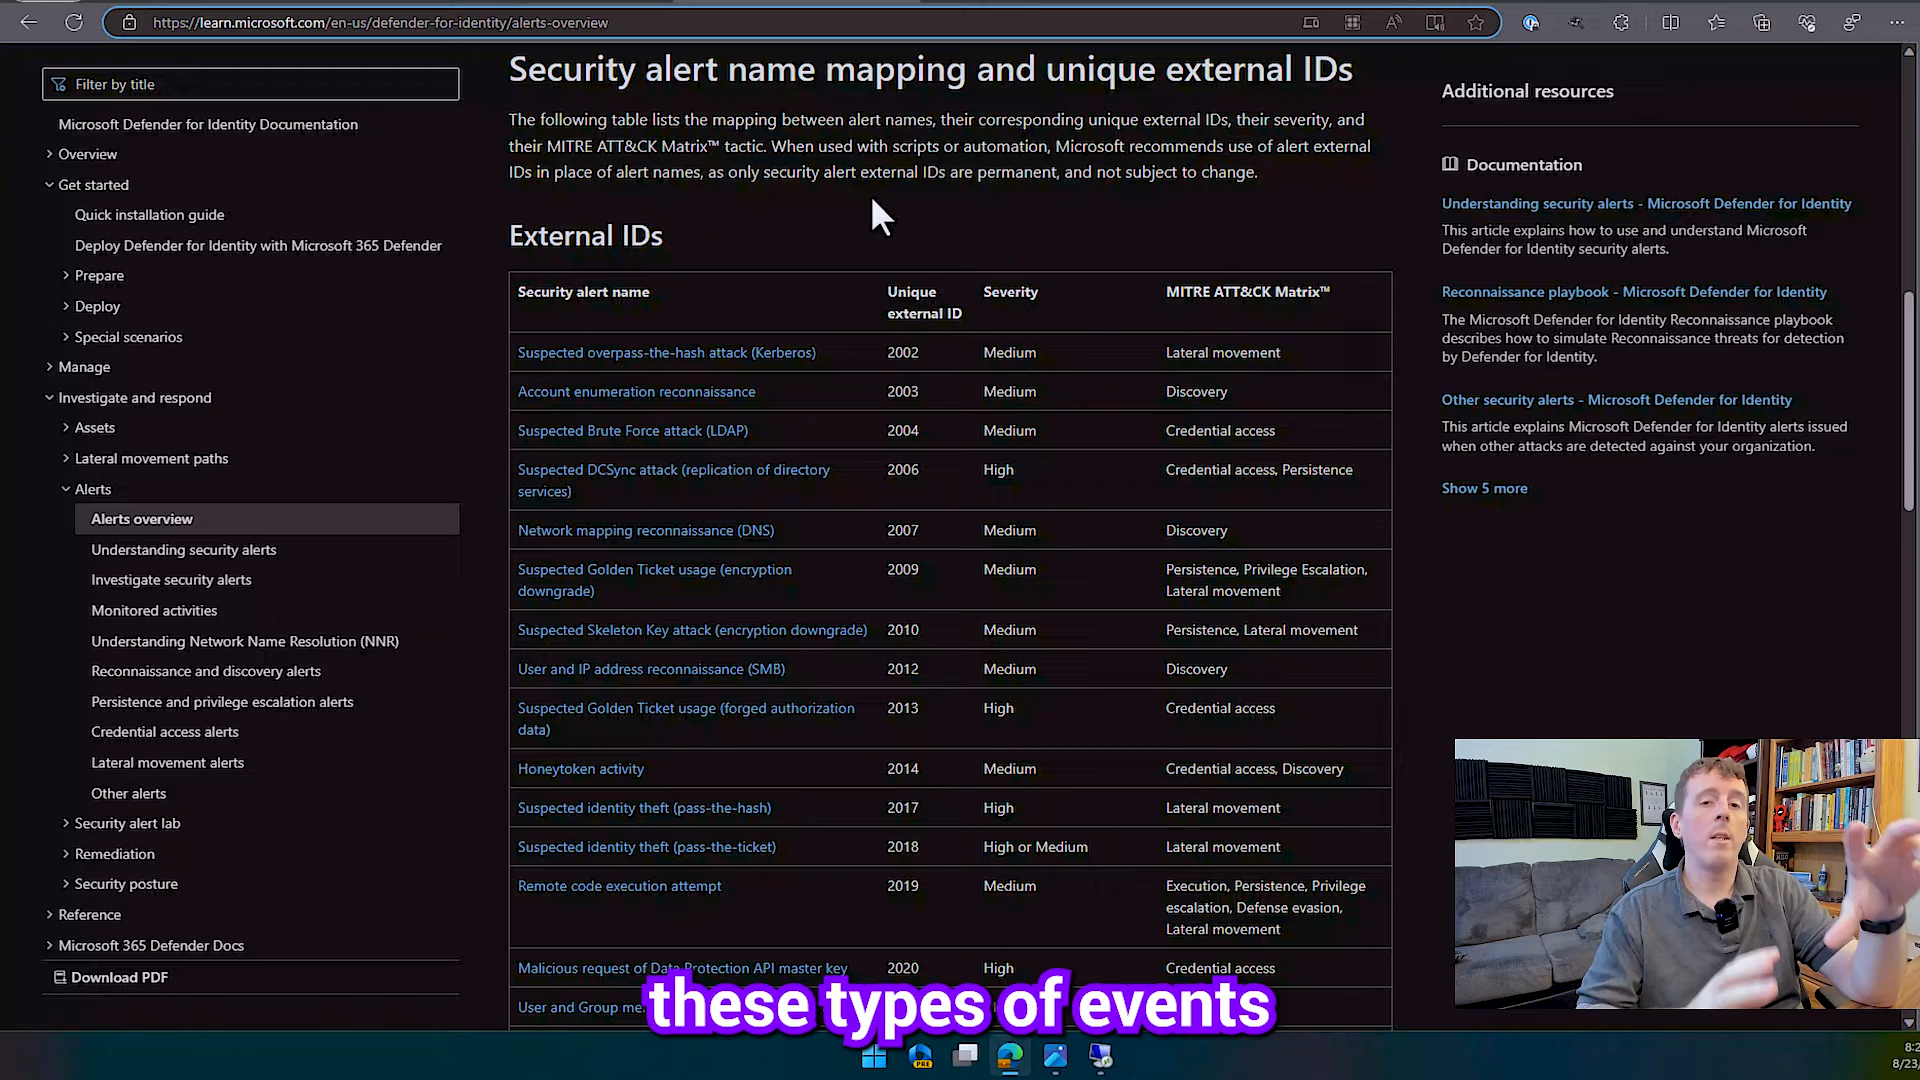 https://learn.microsoft.com/en-us/defender-for-identity/alerts-overview
Filter by title
Microsoft Defender for Identity Documentation
Overview
Get started
Quick installation guide
Deploy Defender for Identity with Microsoft 365 Defender
Prepare
Deploy
Special scenarios
Manage
Investigate and respond
Assets
Lateral movement paths
Alerts
Alerts overview
Understanding security alerts
Investigate security alerts
Monitored activities
Understanding Network Name Resolution (NNR)
Reconnaissance and discovery alerts
Persistence and privilege escalation alerts
Credential access alerts
Lateral movement alerts
Other alerts
Security alert lab
Remediation
Security posture
Reference
Microsoft 365 Defender Docs
Download PDF
Security alert name mapping and unique external IDs
The following table lists the mapping between alert names, their corresponding unique external IDs, their severity, and
their MITRE ATT&CK Matrix™ tactic. When used with scripts or automation, Microsoft recommends use of alert external
IDs in place of alert names, as only security alert external IDs are permanent, and not subject to change.
External IDs
Security alert name Unique external ID Severity MITRE ATT&CK Matrix™
Suspected overpass-the-hash attack (Kerberos) 2002 Medium Lateral movement
Account enumeration reconnaissance 2003 Medium Discovery
Suspected Brute Force attack (LDAP) 2004 Medium Credential access
Suspected DCSync attack (replication of directory 2006 High Credential access, Persistence
services)
Network mapping reconnaissance (DNS) 2007 Medium Discovery
Suspected Golden Ticket usage (encryption 2009 Medium Persistence, Privilege Escalation,
downgrade) Lateral movement
Suspected Skeleton Key attack (encryption downgrade) 2010 Medium Persistence, Lateral movement
User and IP address reconnaissance (SMB) 2012 Medium Discovery
Suspected Golden Ticket usage (forged authorization 2013 High Credential access
data)
Honeytoken activity 2014 Medium Credential access, Discovery
Suspected identity theft (pass-the-hash) 2017 High Lateral movement
Suspected identity theft (pass-the-ticket) 2018 High or Medium Lateral movement
Remote code execution attempt 2019 Medium Execution, Persistence, Privilege
escalation, Defense evasion,
Lateral movement
Malicious request of Data Protection API master key 2020 High Credential access
User and Group me
these types of events
Additional resources
Documentation
Understanding security alerts - Microsoft Defender for Identity
This article explains how to use and understand Microsoft
Defender for Identity security alerts.
Reconnaissance playbook - Microsoft Defender for Identity
The Microsoft Defender for Identity Reconnaissance playbook
describes how to simulate Reconnaissance threats for detection
by Defender for Identity.
Other security alerts - Microsoft Defender for Identity
This article explains Microsoft Defender for Identity alerts issued
when other attacks are detected against your organization.
Show 5 more
PRE
8:2
8/23/